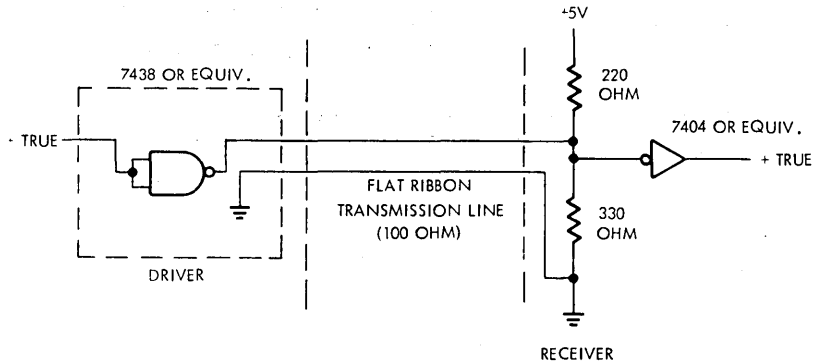 +5V
7438 OR EQUIV.
220
OHM
7404 OR EQUIV.
+ TRUE
+ TRUE
FLAT RIBBON
TRANSMISSION LINE
(100 OHM)
330
OHM
DRIVER
RECEIVER